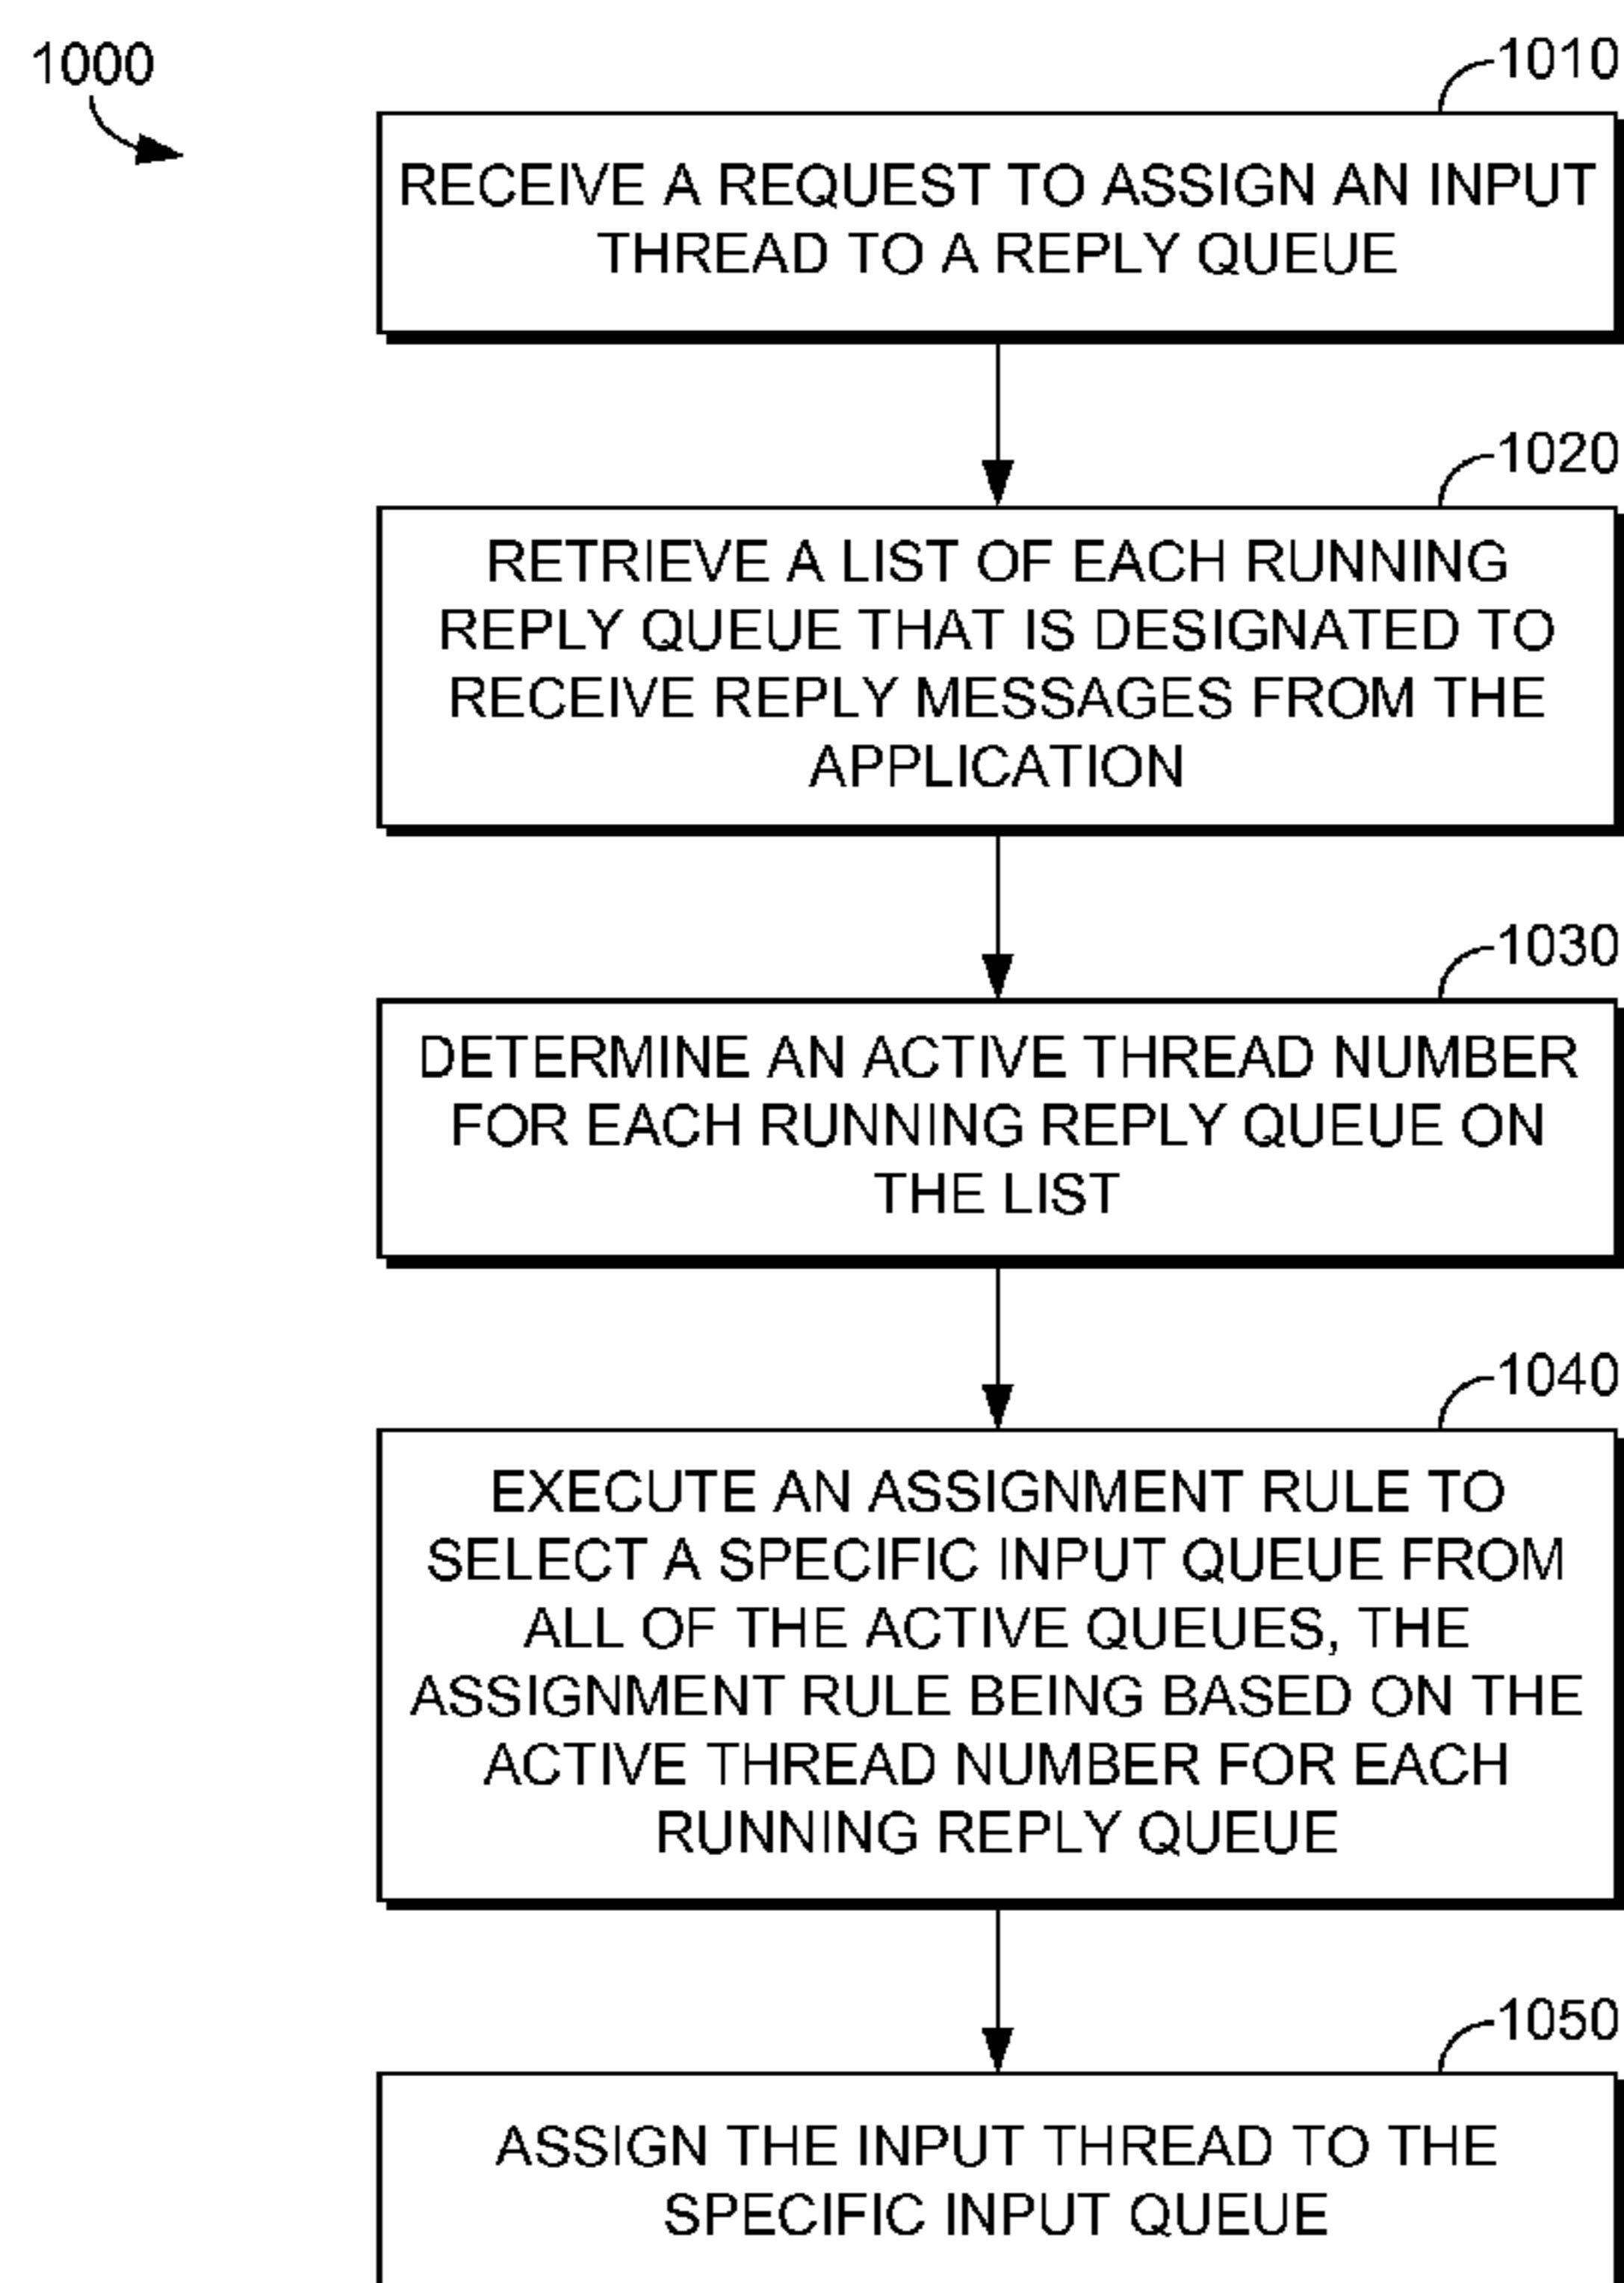 1000
1010
RECEIVE A REQUEST TO ASSIGN AN INPUT
THREAD TO A REPLY QUEUE
1020
RETRIEVE A LIST OF EACH RUNNING
REPLY QUEUE THAT IS DESIGNATED TO
RECEIVE REPLY MESSAGES FROM THE
APPLICATION
1030
DETERMINE AN ACTIVE THREAD NUMBER
FOR EACH RUNNING REPLY QUEUE ON
THE LIST
1040
EXECUTE AN ASSIGNMENT RULE TO
SELECT A SPECIFIC INPUT QUEUE FROM
ALL OF THE ACTIVE QUEUES, THE
ASSIGNMENT RULE BEING BASED ON THE
ACTIVE THREAD NUMBER FOR EACH
RUNNING REPLY QUEUE
1050
ASSIGN THE INPUT THREAD TO THE
SPECIFIC INPUT QUEUE